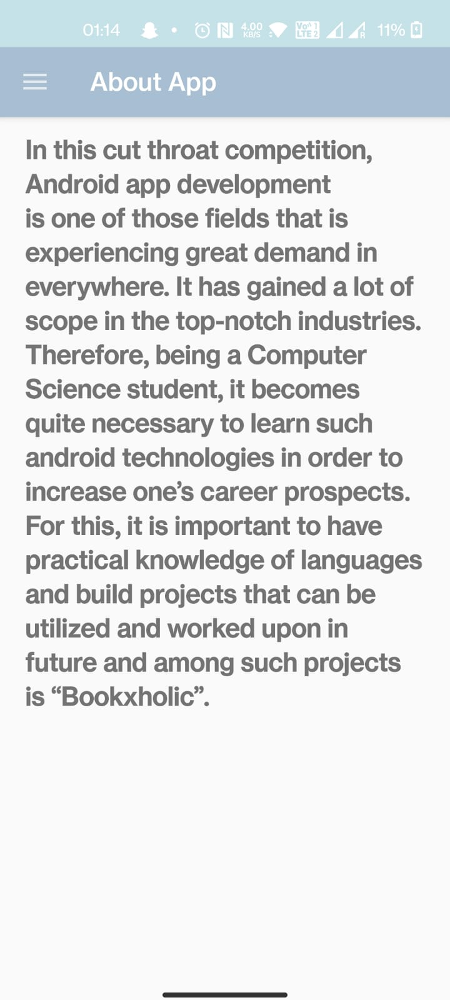 01:14 4.00 KB/S Vo 1 LTE 2 R 11%
About App
In this cut throat competition,
Android app development
is one of those fields that is
experiencing great demand in
everywhere. It has gained a lot of
scope in the top-notch industries.
Therefore, being a Computer
Science student, it becomes
quite necessary to learn such
android technologies in order to
increase one’s career prospects.
For this, it is important to have
practical knowledge of languages
and build projects that can be
utilized and worked upon in
future and among such projects
is “Bookxholic”.